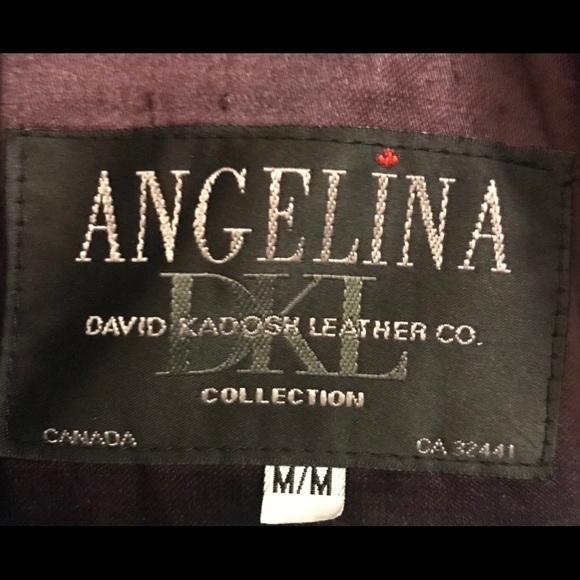 ANGELINA
DKL
DAVID KADOSH LEATHER CO.
COLLECTION
CANADA CA 32441
M/M